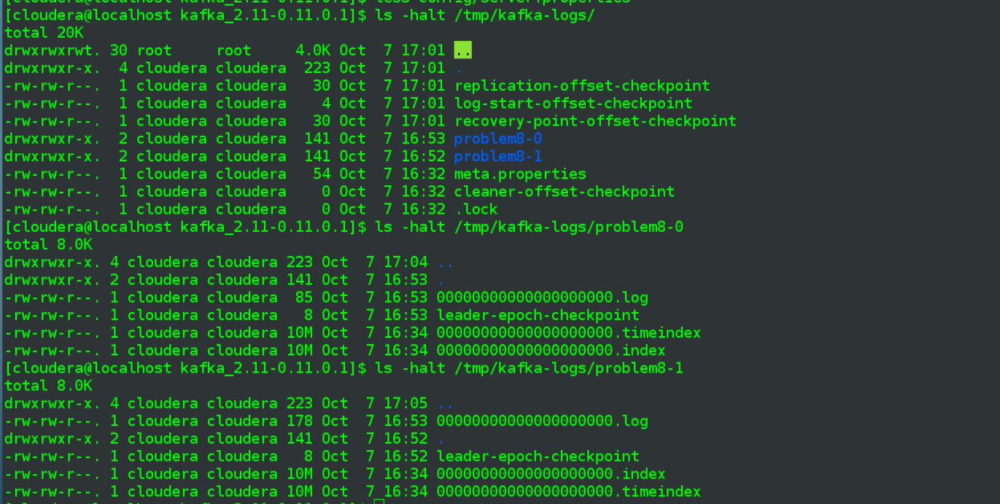 [cloudera@localhost kafka_2.11-0.11.0.1]$ less config/server.properties
[cloudera@localhost kafka_2.11-0.11.0.1]$ ls -halt /tmp/kafka-logs/
total 20K
drwxrwxrwt. 30 root     root     4.0K Oct  7 17:01 ..
drwxrwxr-x.  4 cloudera cloudera  223 Oct  7 17:01 .
-rw-rw-r--.  1 cloudera cloudera   30 Oct  7 17:01 replication-offset-checkpoint
-rw-rw-r--.  1 cloudera cloudera    4 Oct  7 17:01 log-start-offset-checkpoint
-rw-rw-r--.  1 cloudera cloudera   30 Oct  7 17:01 recovery-point-offset-checkpoint
drwxrwxr-x.  2 cloudera cloudera  141 Oct  7 16:53 problem8-0
drwxrwxr-x.  2 cloudera cloudera  141 Oct  7 16:52 problem8-1
-rw-rw-r--.  1 cloudera cloudera   54 Oct  7 16:32 meta.properties
-rw-rw-r--.  1 cloudera cloudera    0 Oct  7 16:32 cleaner-offset-checkpoint
-rw-rw-r--.  1 cloudera cloudera    0 Oct  7 16:32 .lock
[cloudera@localhost kafka_2.11-0.11.0.1]$ ls -halt /tmp/kafka-logs/problem8-0
total 8.0K
drwxrwxr-x. 4 cloudera cloudera 223 Oct  7 17:04 ..
drwxrwxr-x. 2 cloudera cloudera 141 Oct  7 16:53 .
-rw-rw-r--. 1 cloudera cloudera  85 Oct  7 16:53 00000000000000000000.log
-rw-rw-r--. 1 cloudera cloudera   8 Oct  7 16:53 leader-epoch-checkpoint
-rw-rw-r--. 1 cloudera cloudera 10M Oct  7 16:34 00000000000000000000.timeindex
-rw-rw-r--. 1 cloudera cloudera 10M Oct  7 16:34 00000000000000000000.index
[cloudera@localhost kafka_2.11-0.11.0.1]$ ls -halt /tmp/kafka-logs/problem8-1
total 8.0K
drwxrwxr-x. 4 cloudera cloudera 223 Oct  7 17:05 ..
-rw-rw-r--. 1 cloudera cloudera 178 Oct  7 16:53 00000000000000000000.log
drwxrwxr-x. 2 cloudera cloudera 141 Oct  7 16:52 .
-rw-rw-r--. 1 cloudera cloudera   8 Oct  7 16:52 leader-epoch-checkpoint
-rw-rw-r--. 1 cloudera cloudera 10M Oct  7 16:34 00000000000000000000.index
-rw-rw-r--. 1 cloudera cloudera 10M Oct  7 16:34 00000000000000000000.timeindex